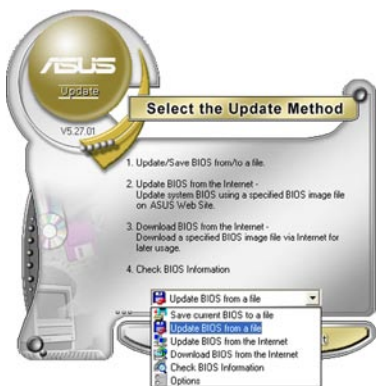 ASUS
Update
V5.27.01
Select the Update Method
1. Update/Save BIOS from/to a file.
2. Update BIOS from the Internet -
Update system BIOS using a specified BIOS image file
on ASUS Web Site.
3. Download BIOS from the Internet -
Download a specified BIOS image file via Internet for
later usage.
4. Check BIOS Information
Update BIOS from a file
Save current BIOS to a file
Update BIOS from a file
Update BIOS from the Internet
Download BIOS from the Internet
Check BIOS Information
Options